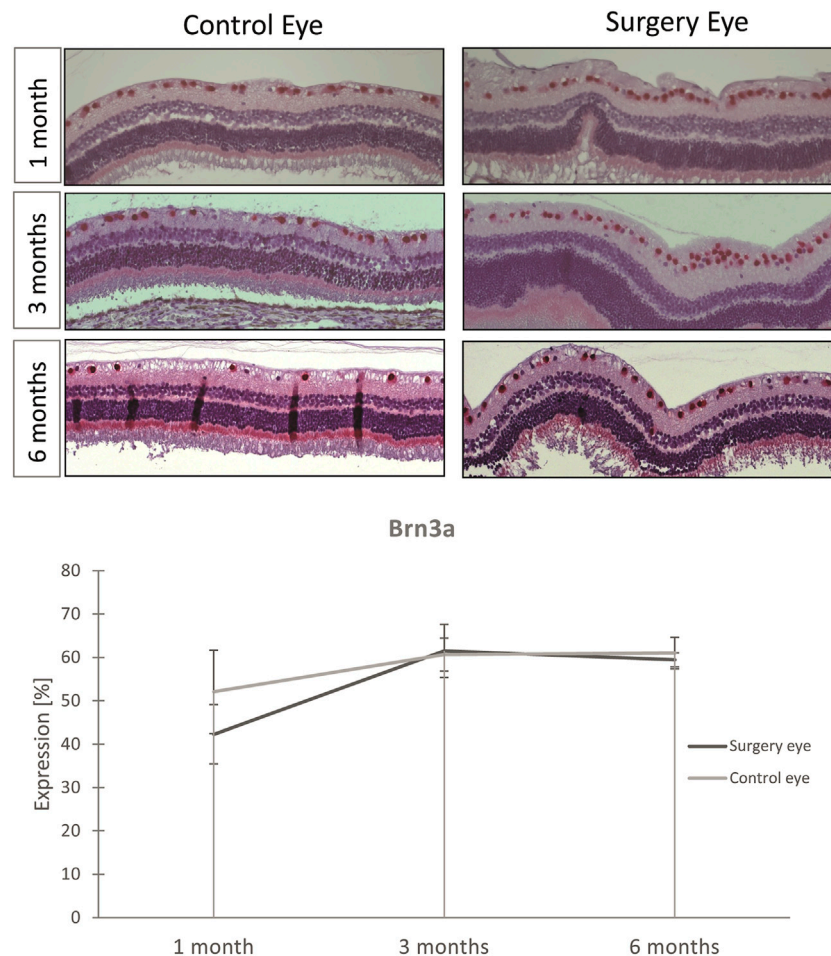 Control Eye
Surgery Eye
1 month
3 months
6 months
Brn3a
80
70
60
50
40
30
20
10
0
Expression [%]
Surgery eye
Control eye
1 month
3 months
6 months